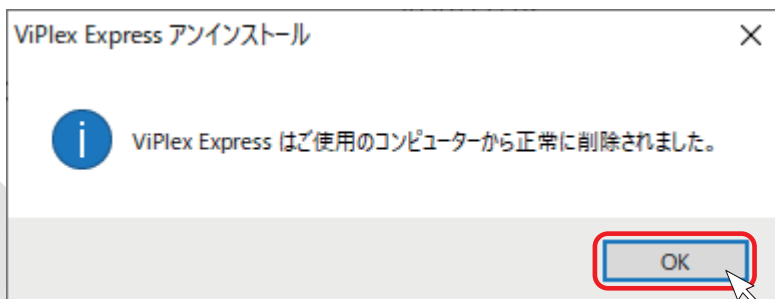 ViPlex Express アンインストール
ViPlex Express はご使用のコンピューターから正常に削除されました。
OK